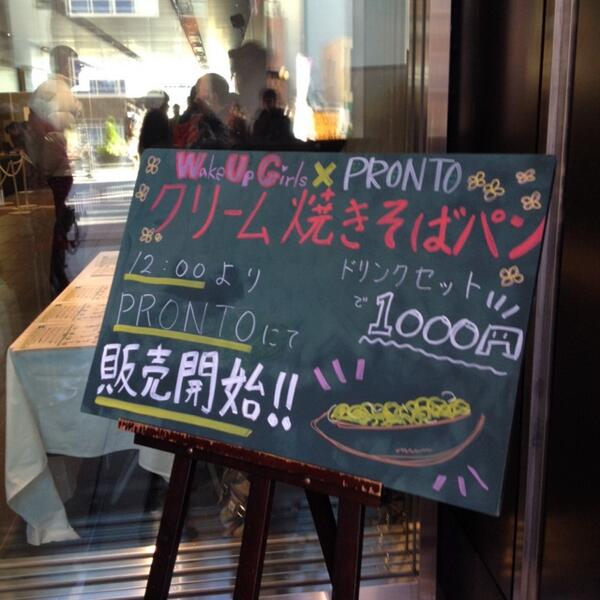 Wake Up Girls × PRONTO
クリーム焼きそばパン
12:00より
PRONTOにて
販売開始!!
ドリンクセット
で1000円